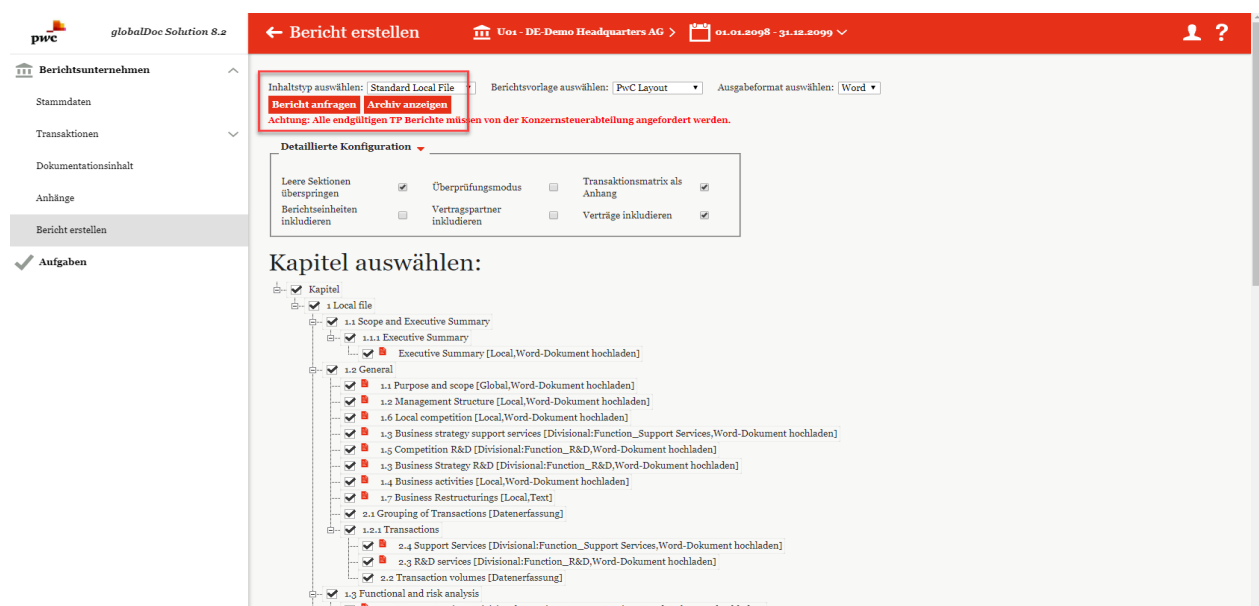 pwc
globalDoc Solution 8.2
← Bericht erstellen
U01 - DE-Demo Headquarters AG >
01.01.2098 - 31.12.2099
?
Berichtsunternehmen
Stammdaten
Transaktionen
Dokumentationsinhalt
Anhänge
Bericht erstellen
Aufgaben
Inhaltstyp auswählen: Standard Local File Berichtsvorlage auswählen: PwC Layout Ausgabeformat auswählen: Word
Bericht anfragen Archiv anzeigen
Achtung: Alle endgültigen TP Berichte müssen von der Konzernsteuerabteilung angefordert werden.
Detaillierte Konfiguration
Leere Sektionen überspringen
Überprüfungsmodus
Transaktionsmatrix als Anhang
Berichtseinheiten inkludieren
Vertragspartner inkludieren
Verträge inkludieren
Kapitel auswählen:
Kapitel
1 Local file
1.1 Scope and Executive Summary
1.1.1 Executive Summary
Executive Summary [Local,Word-Dokument hochladen]
1.2 General
1.1 Purpose and scope [Global,Word-Dokument hochladen]
1.2 Management Structure [Local,Word-Dokument hochladen]
1.6 Local competition [Local,Word-Dokument hochladen]
1.3 Business strategy support services [Divisional:Function_Support Services,Word-Dokument hochladen]
1.5 Competition R&D [Divisional:Function_R&D,Word-Dokument hochladen]
1.3 Business Strategy R&D [Divisional:Function_R&D,Word-Dokument hochladen]
1.4 Business activities [Local,Word-Dokument hochladen]
1.7 Business Restructurings [Local,Text]
2.1 Grouping of Transactions [Datenerfassung]
1.2.1 Transactions
2.4 Support Services [Divisional:Function_Support Services,Word-Dokument hochladen]
2.3 R&D services [Divisional:Function_R&D,Word-Dokument hochladen]
2.2 Transaction volumes [Datenerfassung]
1.3 Functional and risk analysis